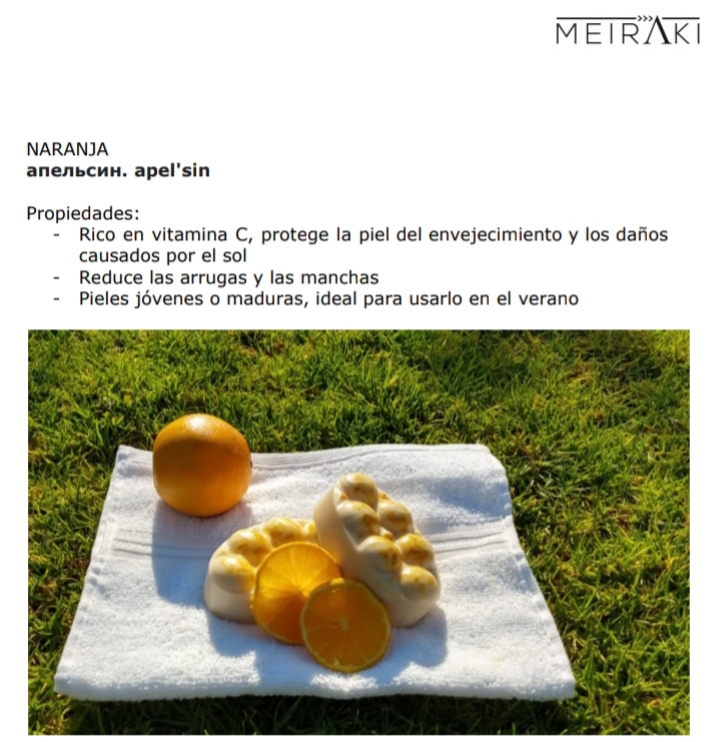 MEIRAKI
NARANJA
апельсин. apel'sin
Propiedades:
- Rico en vitamina C, protege la piel del envejecimiento y los daños
causados por el sol
- Reduce las arrugas y las manchas
- Pieles jóvenes o maduras, ideal para usarlo en el verano